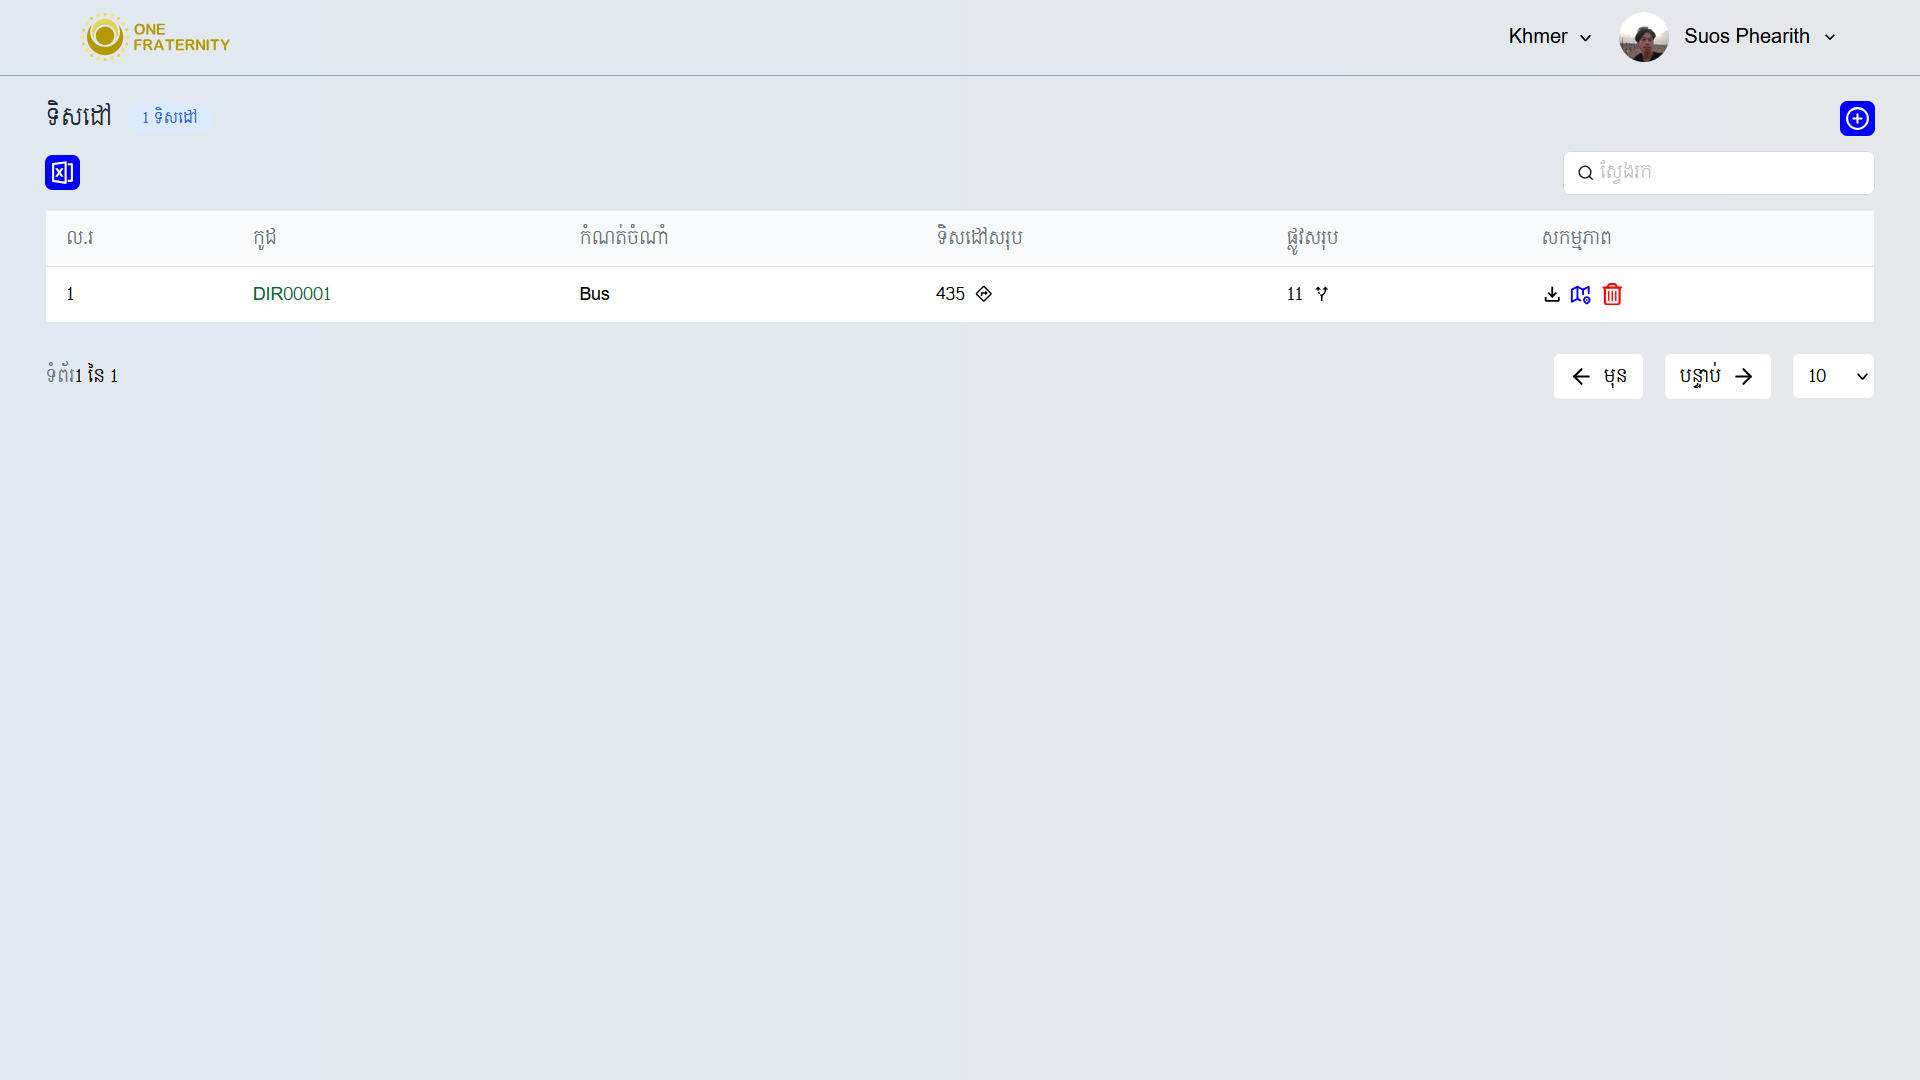 ONE
FRATERNITY
Khmer
Suos Phearith
ទិសដៅ
1 ទិសដៅ
ស្វែងរក
ល.រ កូដ កំណត់ចំណាំ ទិសដៅសរុប ផ្លូវសរុប សកម្មភាព
1 DIR00001 Bus 435 11
ទំព័រ1 នៃ 1
មុន
បន្ទាប់
10